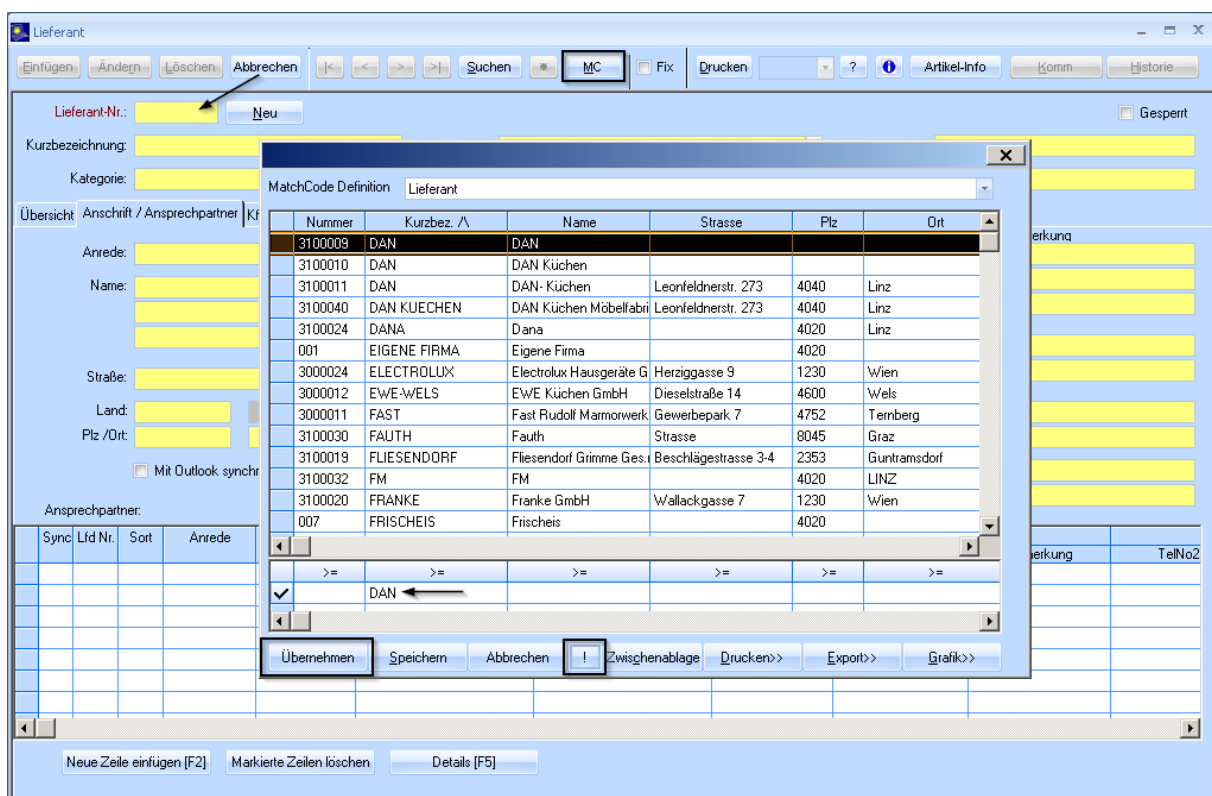 Lieferant
Einfügen Ändern Löschen Abbrechen |< < > >| Suchen * MC Fix Drucken ? Artikel-Info Komm Historie
Lieferant-Nr.: Neu Gesperrt
Kurzbezeichnung:
Kategorie:
MatchCode Definition Lieferant
Übersicht Anschrift / Ansprechpartner
Nummer Kurzbez. /\ Name Strasse Plz Ort
3100009 DAN DAN
3100010 DAN DAN Küchen
3100011 DAN DAN- Küchen Leonfeldnerstr. 273 4040 Linz
3100040 DAN KUECHEN DAN Küchen Möbelfabri Leonfeldnerstr. 273 4040 Linz
3100024 DANA Dana 4020 Linz
001 EIGENE FIRMA Eigene Firma 4020
3000024 ELECTROLUX Electrolux Hausgeräte G Herziggasse 9 1230 Wien
3000012 EWE-WELS EWE Küchen GmbH Dieselstraße 14 4600 Wels
3000011 FAST Fast Rudolf Marmorwerk Gewerbepark 7 4752 Ternberg
3100030 FAUTH Fauth Strasse 8045 Graz
3100019 FLIESENDORF Fliesendorf Grimme Ges.r Beschlägestrasse 3-4 2353 Guntramsdorf
3100032 FM FM 4020 LINZ
3100020 FRANKE Franke GmbH Wallackgasse 7 1230 Wien
007 FRISCHEIS Frischeis 4020
>= >= >= >= >= >=
DAN
Übernehmen Speichern Abbrechen ! Zwischenablage Drucken>> Export>> Grafik>>
Anrede:
Name:
Straße:
Land:
Plz /Ort:
Mit Outlook synchr
Ansprechpartner:
Sync Lfd Nr. Sort Anrede
erkung
nerkung TelNo2
Neue Zeile einfügen [F2] Markierte Zeilen löschen Details [F5]